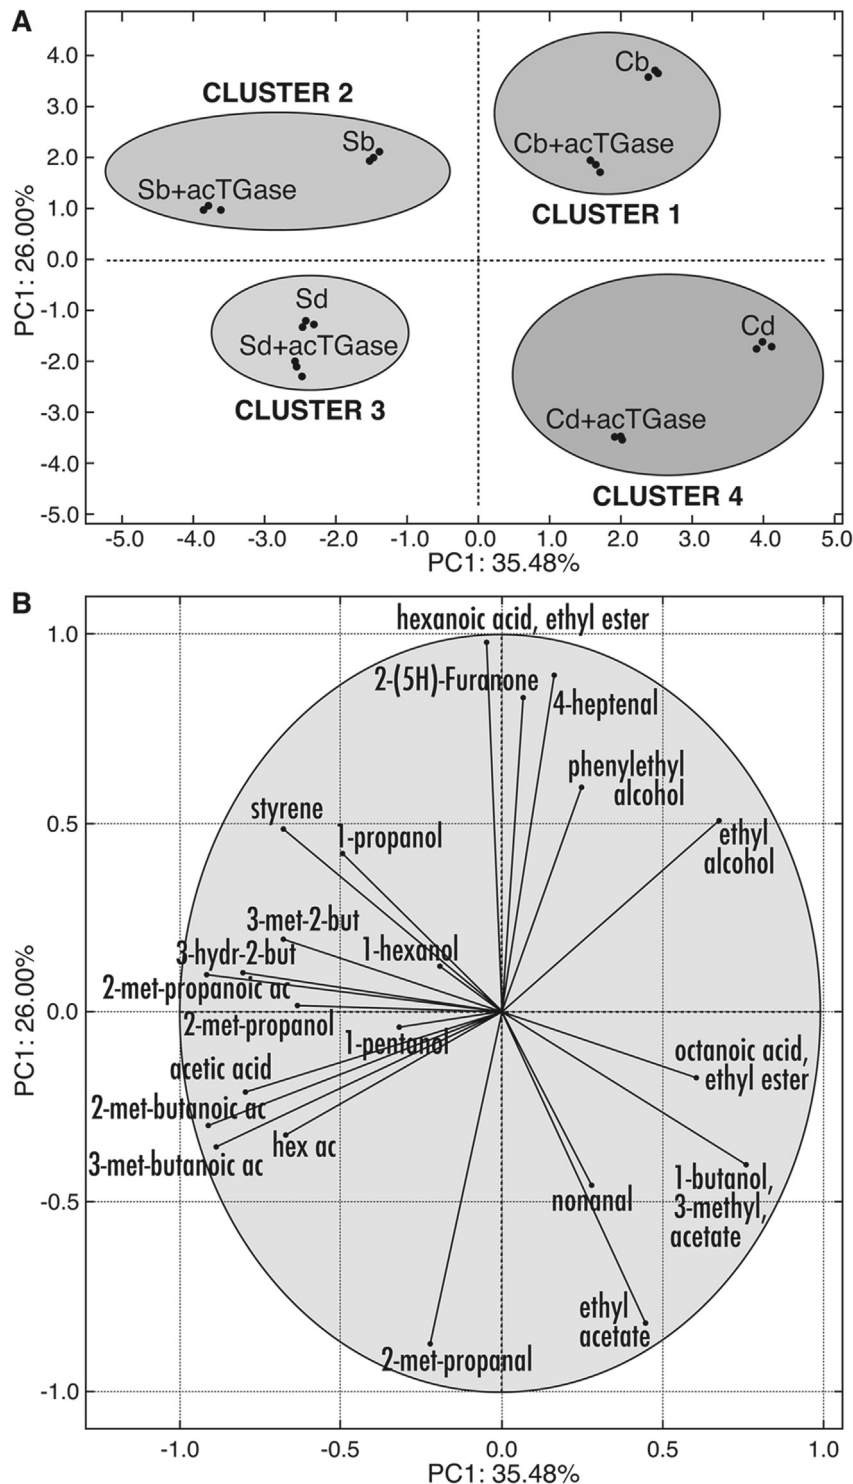 A
4.0
3.0
2.0
1.0
0.0
-1.0
-2.0
-3.0
-4.0
-5.0
PC1: 26.00%
CLUSTER 2
Sb
Sb+acTGase
Cb
Cb+acTGase
CLUSTER 1
Sd
Sd+acTGase
CLUSTER 3
Cd
Cd+acTGase
CLUSTER 4
-5.0 -4.0 -3.0 -2.0 -1.0 0.0 1.0 2.0 3.0 4.0 5.0
PC1: 35.48%
B
1.0
0.5
0.0
-0.5
-1.0
PC1: 26.00%
hexanoic acid, ethyl ester
2-(5H)-Furanone
4-heptenal
phenylethyl
alcohol
styrene
1-propanol
ethyl
alcohol
3-met-2-but
1-hexanol
3-hydr-2-but
2-met-propanoic ac
2-met-propanol
1-pentanol
acetic acid
octanoic acid,
ethyl ester
2-met-butanoic ac
hex ac
3-met-butanoic ac
1-butanol,
3-methyl,
acetate
nonanal
ethyl
acetate
2-met-propanal
-1.0 -0.5 0.0 0.5 1.0
PC1: 35.48%